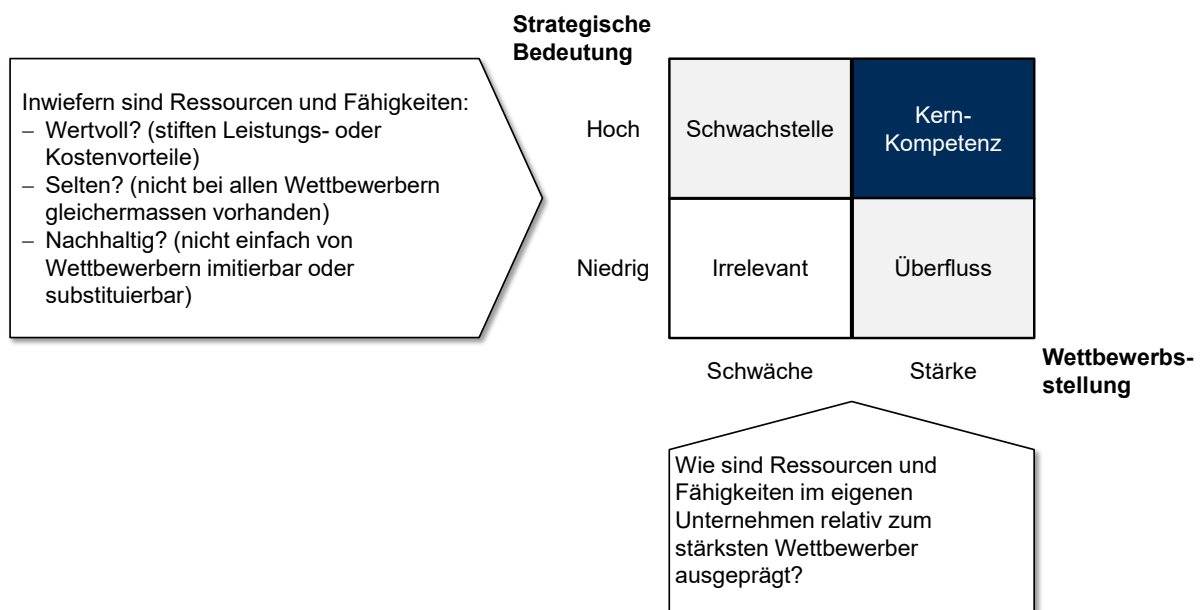 Strategische
Bedeutung
Inwiefern sind Ressourcen und Fähigkeiten:
– Wertvoll? (stiften Leistungs- oder
Kostenvorteile)
– Selten? (nicht bei allen Wettbewerbern
gleichermassen vorhanden)
– Nachhaltig? (nicht einfach von
Wettbewerbern imitierbar oder
substituierbar)
Hoch
Schwachstelle
Kern-
Kompetenz
Niedrig
Irrelevant
Überfluss
Schwäche
Stärke
Wettbewerbs-
stellung
Wie sind Ressourcen und
Fähigkeiten im eigenen
Unternehmen relativ zum
stärksten Wettbewerber
ausgeprägt?